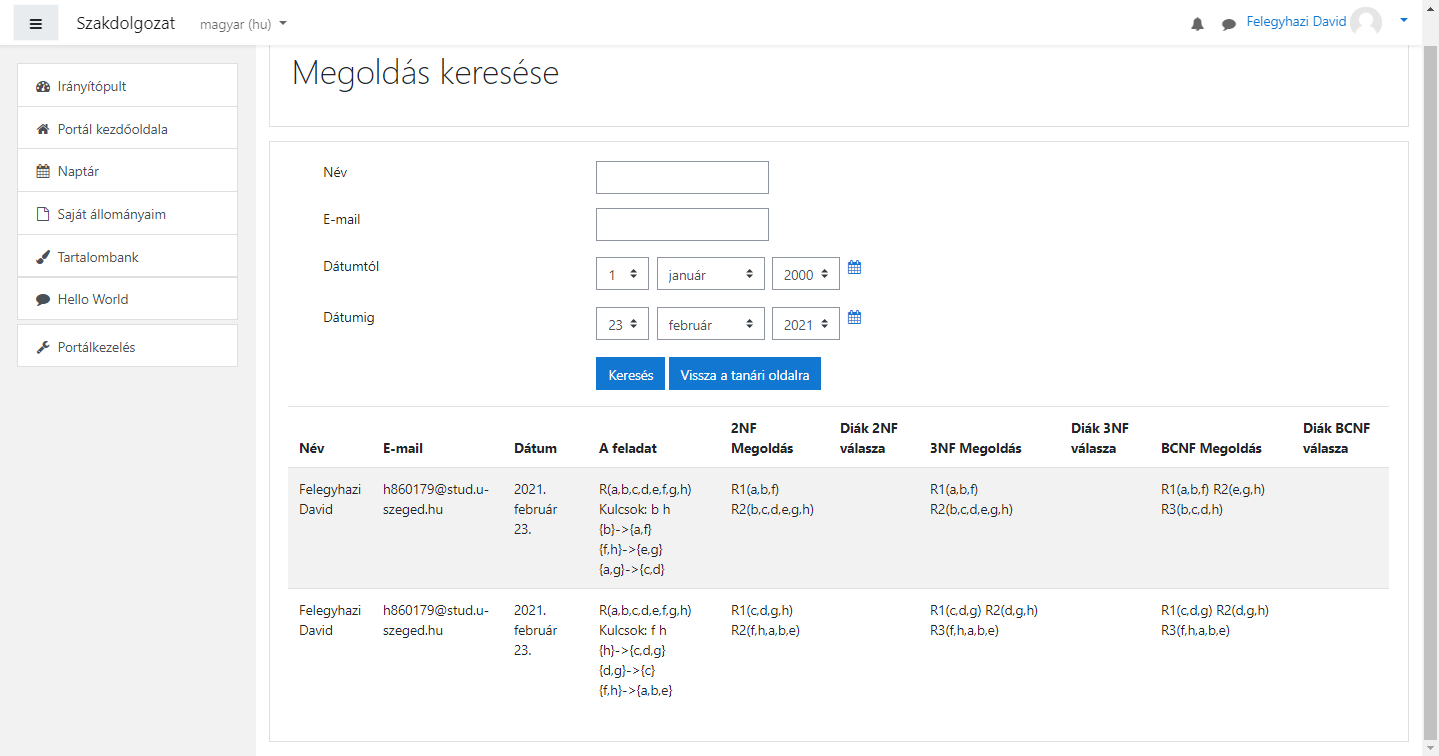 Szakdolgozat
magyar (hu)
Felegyhazi David
Irányítópult
Portál kezdőoldala
Naptár
Saját állományaim
Tartalombank
Hello World
Portálkezelés
Megoldás keresése
Név
E-mail
Dátumtól
1 január 2000
Dátumig
23 február 2021
Keresés Vissza a tanári oldalra
Név E-mail Dátum A feladat 2NF Megoldás Diák 2NF válasza 3NF Megoldás Diák 3NF válasza BCNF Megoldás Diák BCNF válasza
Felegyhazi h860179@stud.u- 2021. R(a,b,c,d,e,f,g,h) R1(a,b,f) R1(a,b,f) R1(a,b,f) R2(e,g,h)
David szeged.hu február Kulcsok: b h R2(b,c,d,e,g,h) R2(b,c,d,e,g,h) R3(b,c,d,h)
23. {b}->{a,f}
{f,h}->{e,g}
{a,g}->{c,d}
Felegyhazi h860179@stud.u- 2021. R(a,b,c,d,e,f,g,h) R1(c,d,g,h) R1(c,d,g) R2(d,g,h) R1(c,d,g) R2(d,g,h)
David szeged.hu február Kulcsok: f h R2(f,h,a,b,e) R3(f,h,a,b,e) R3(f,h,a,b,e)
23. {h}->{c,d,g}
{d,g}->{c}
{f,h}->{a,b,e}